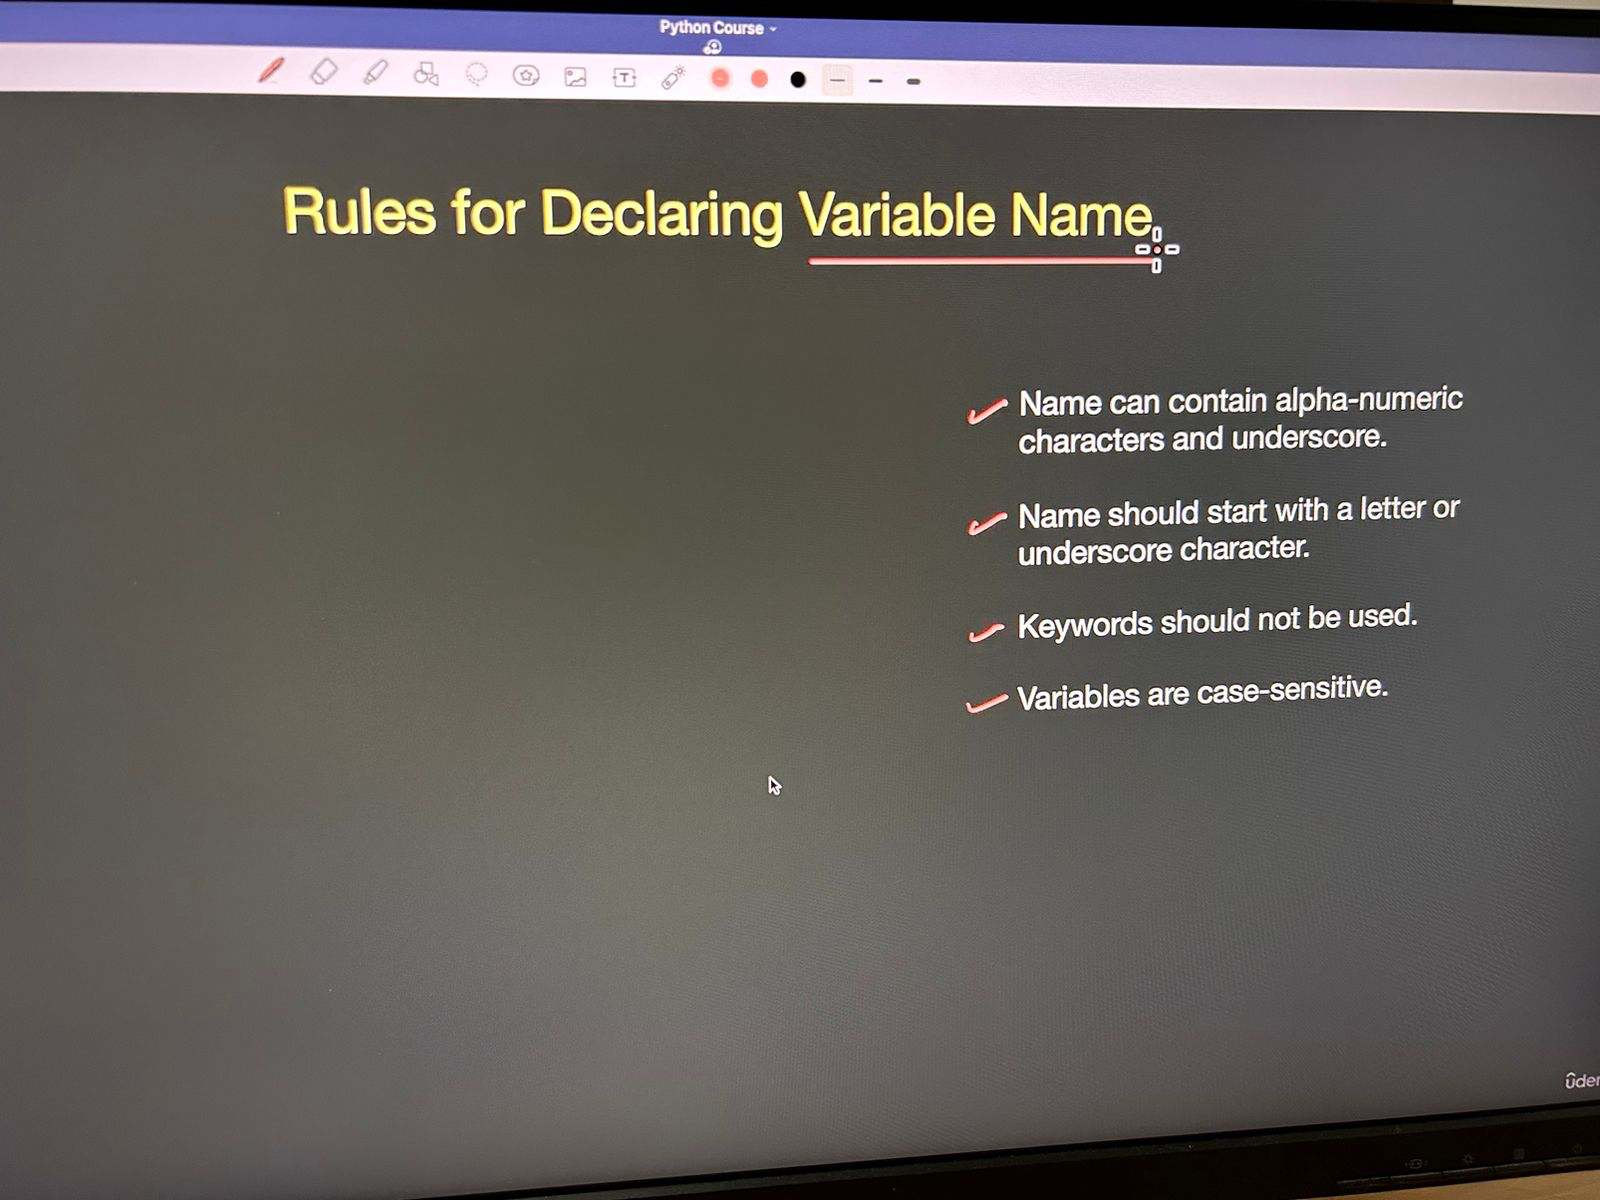 Python Course
Rules for Declaring Variable Name
Name can contain alpha-numeric
characters and underscore.
Name should start with a letter or
underscore character.
Keywords should not be used.
Variables are case-sensitive.
T